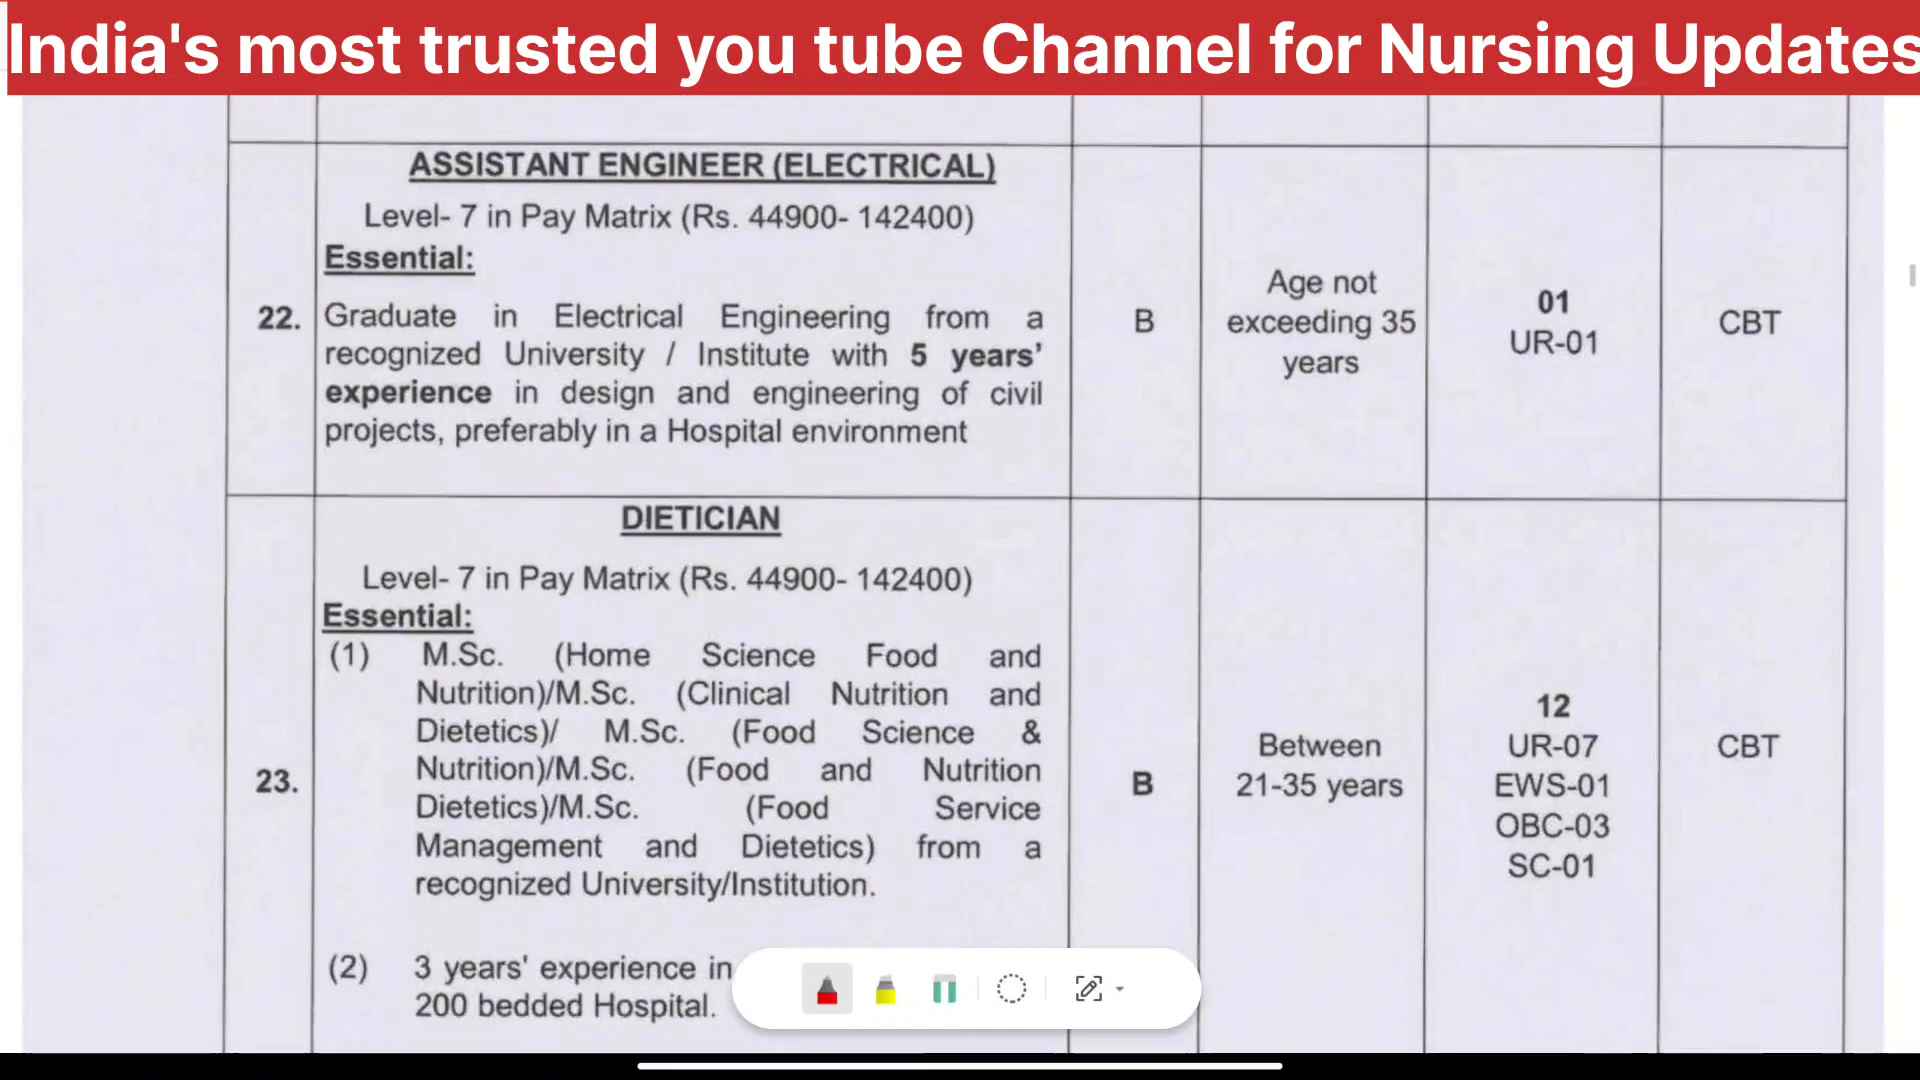 India's most trusted you tube Channel for Nursing Updates
ASSISTANT ENGINEER (ELECTRICAL)
Level- 7 in Pay Matrix (Rs. 44900- 142400)
Essential:
22.
Graduate in Electrical Engineering from a
recognized University / Institute with 5 years’
experience in design and engineering of civil
projects, preferably in a Hospital environment
B
Age not
exceeding 35
years
01
UR-01
CBT
DIETICIAN
Level- 7 in Pay Matrix (Rs. 44900- 142400)
Essential:
23.
(1) M.Sc. (Home Science Food and
Nutrition)/M.Sc. (Clinical Nutrition and
Dietetics)/ M.Sc. (Food Science &
Nutrition)/M.Sc. (Food and Nutrition
Dietetics)/M.Sc. (Food Service
Management and Dietetics) from a
recognized University/Institution.
(2) 3 years' experience in
200 bedded Hospital.
B
Between
21-35 years
12
UR-07
EWS-01
OBC-03
SC-01
CBT